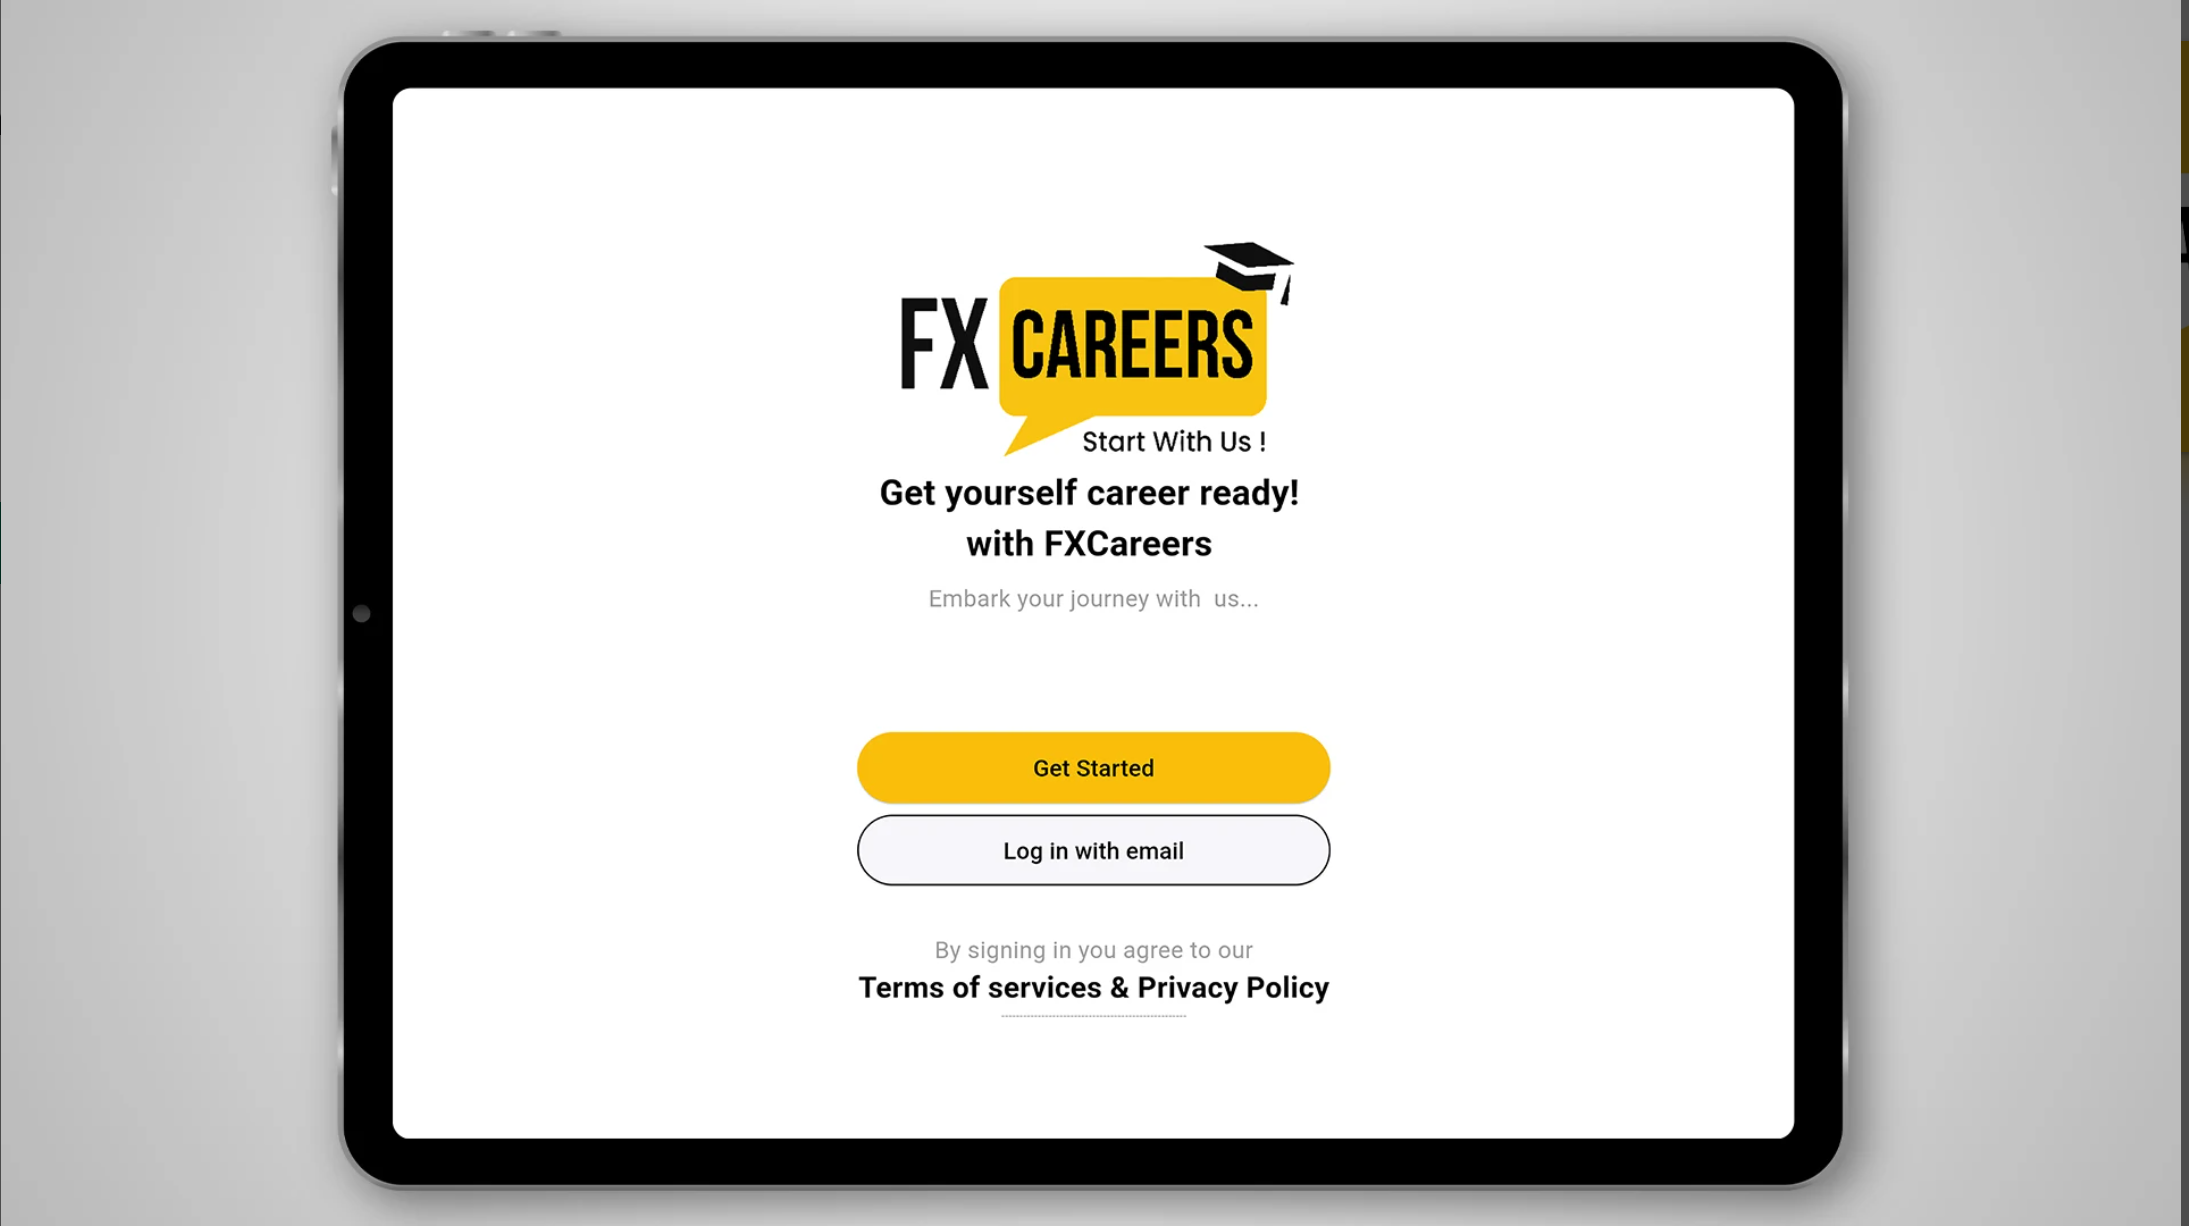 FX CAREERS
Start With Us !
Get yourself career ready!
with FXCareers
Embark your journey with  us...
Get Started
Log in with email
By signing in you agree to our
Terms of services & Privacy Policy